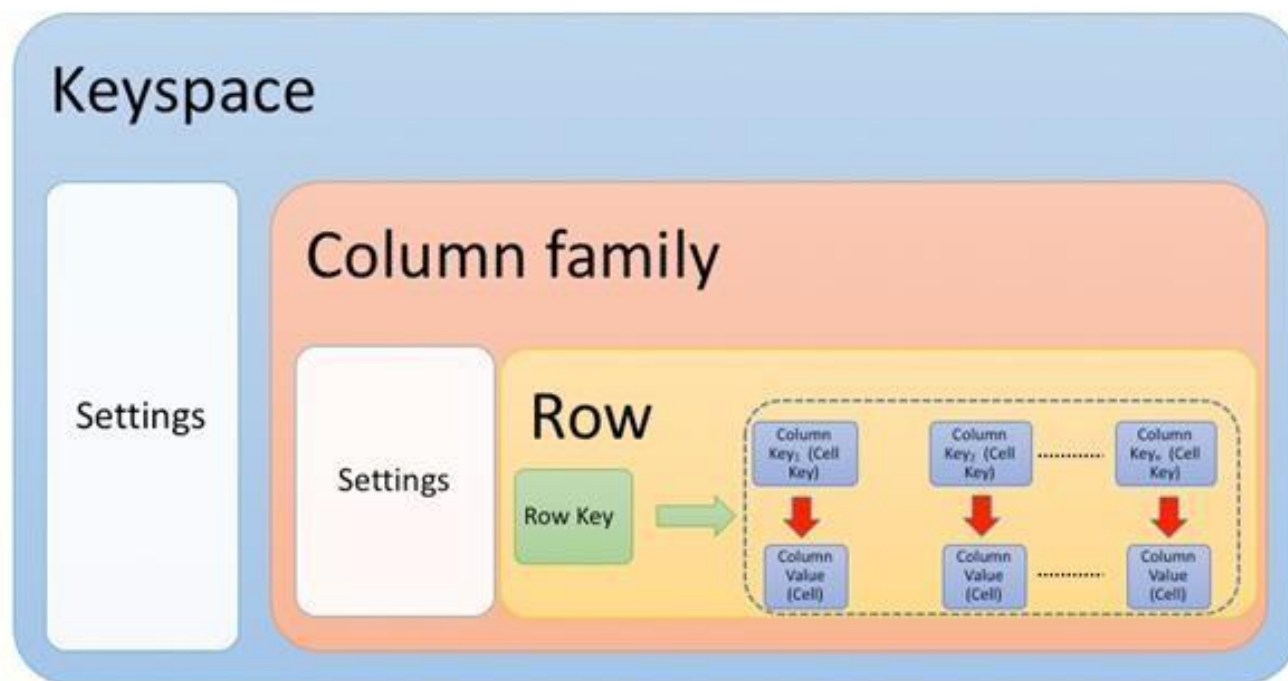 Keyspace
Column family
Settings
Settings
Row
Row Key
Column
Key₁ (Cell
Key)
Column
Key₂ (Cell
Key)
Column
Keyₙ (Cell
Key)
Column
Value
(Cell)
Column
Value
(Cell)
Column
Value
(Cell)